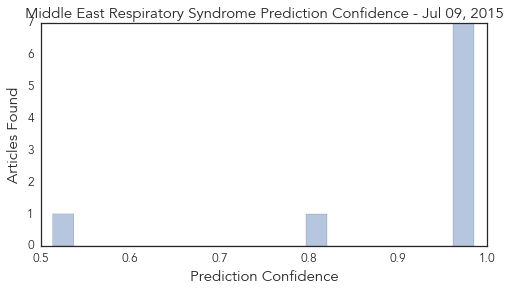 Middle East Respiratory Syndrome Prediction Confidence - Jul 09, 2015
7
6
5
4
3
2
1
0
Articles Found
0.5 0.6 0.7 0.8 0.9 1.0
Prediction Confidence